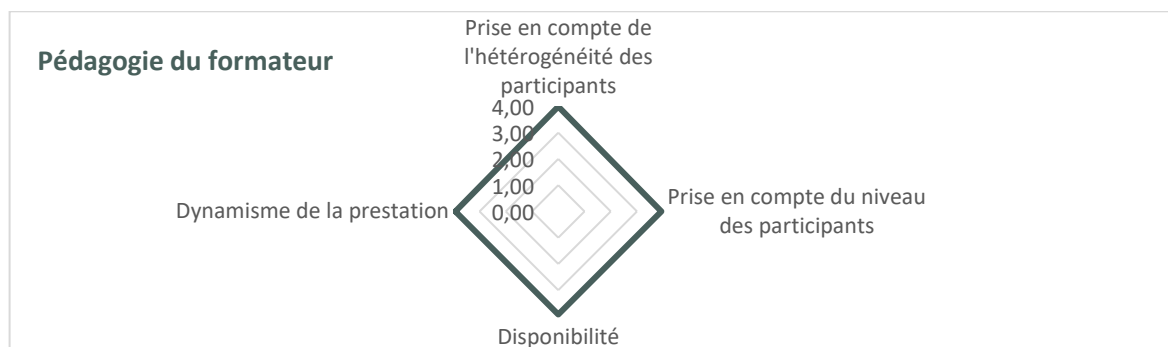 Pédagogie du formateur
Prise en compte de
l'hétérogénéité des
participants
4,00
3,00
2,00
1,00
0,00
Dynamisme de la prestation
Prise en compte du niveau
des participants
Disponibilité